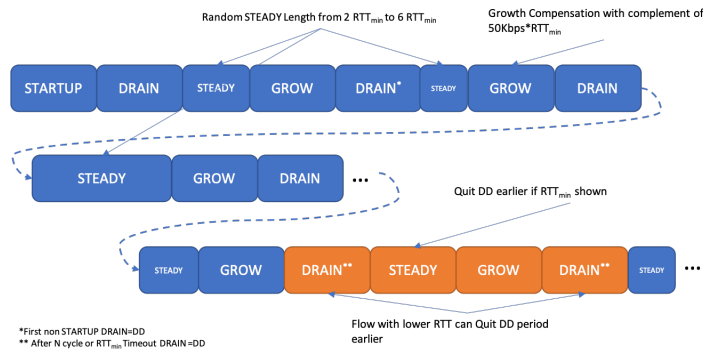 Random STEADY Length from 2 RTTmin to 6 RTTmin
Growth Compensation with complement of
50Kbps*RTTmin
STARTUP DRAIN STEADY GROW DRAIN* STEADY GROW DRAIN
STEADY GROW DRAIN ...
Quit DD earlier if RTTmin shown
STEADY GROW DRAIN** STEADY GROW DRAIN** STEADY ...
Flow with lower RTT can Quit DD period
earlier
*First non STARTUP DRAIN=DD
** After N cycle or RTTmin Timeout DRAIN =DD